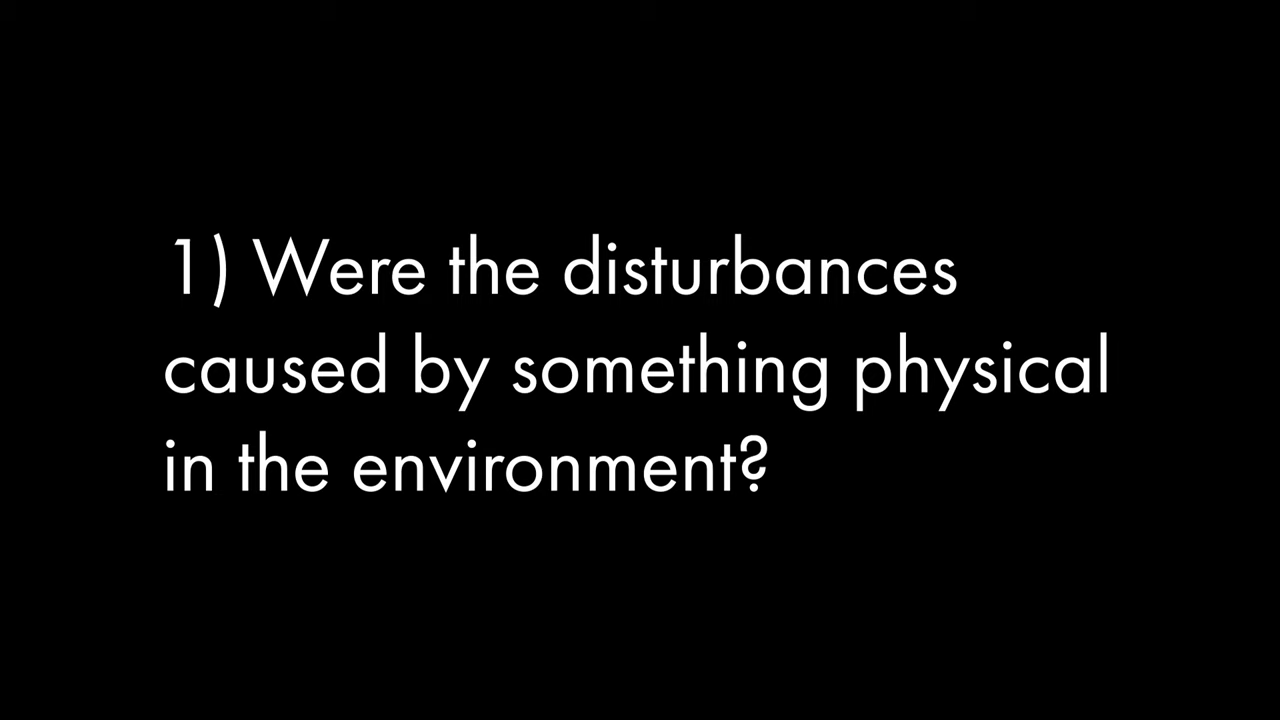 1) Were the disturbances
caused by something physical
in the environment?